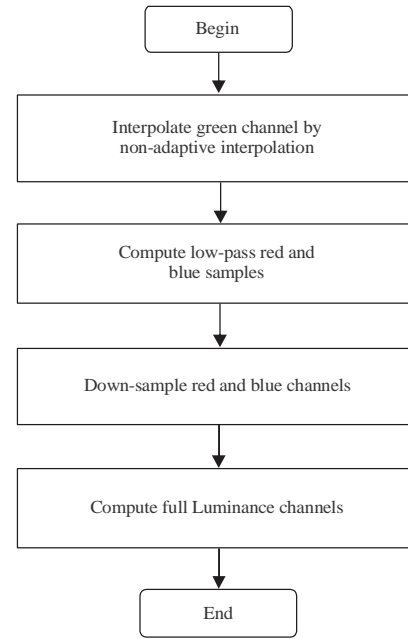 Begin
Interpolate green channel by
non-adaptive interpolation
Compute low-pass red and
blue samples
Down-sample red and blue channels
Compute full Luminance channels
End